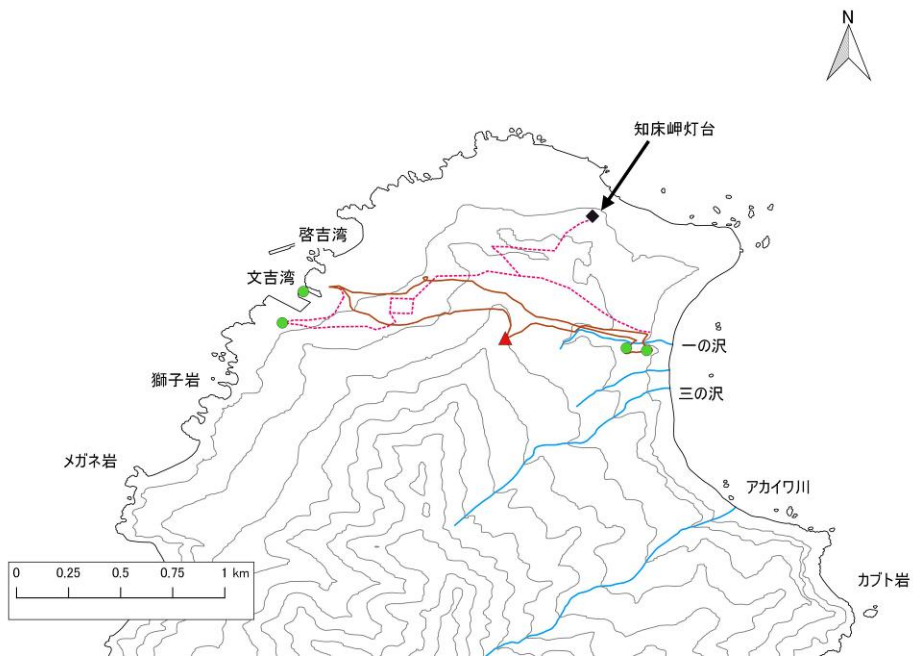 N
知床岬灯台
啓吉湾
文吉湾
一の沢
獅子岩
三の沢
メガネ岩
アカイワ川
0 0.25 0.5 0.75 1 km
カブト岩